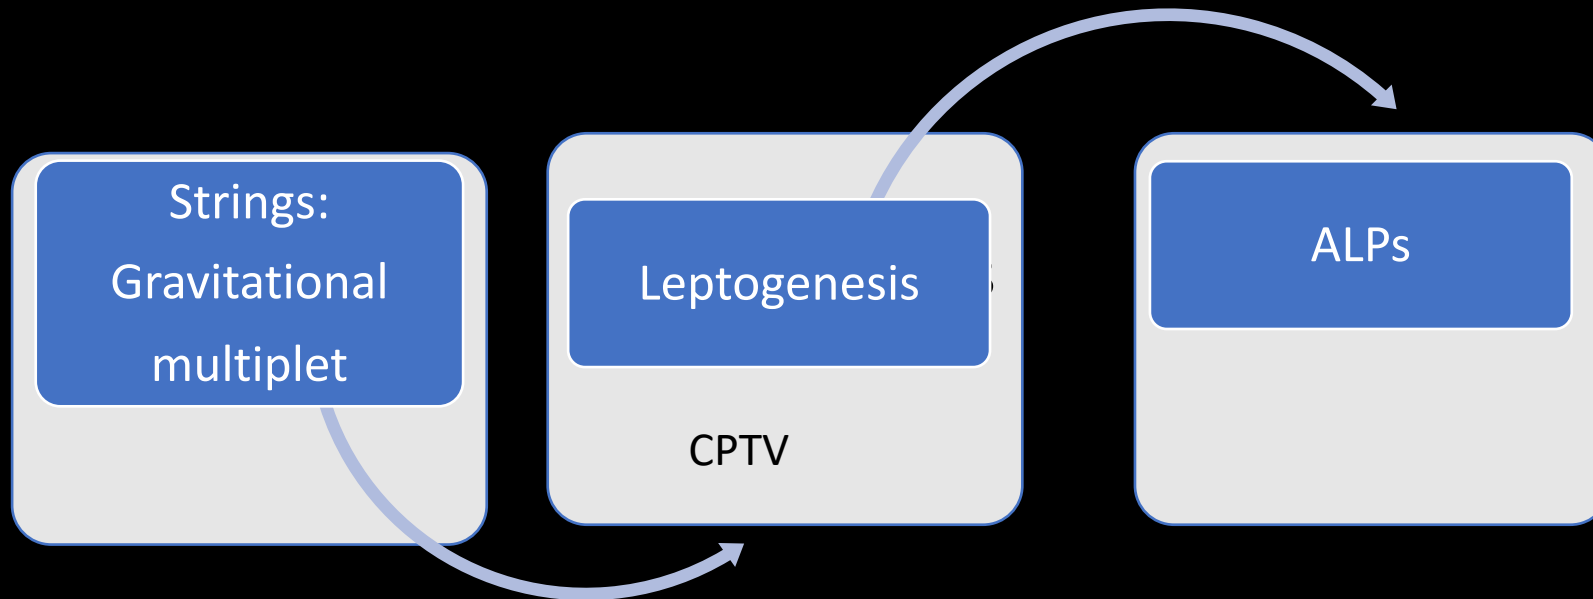 Strings:
Gravitational
multiplet
Leptogenesis
CPTV
ALPs